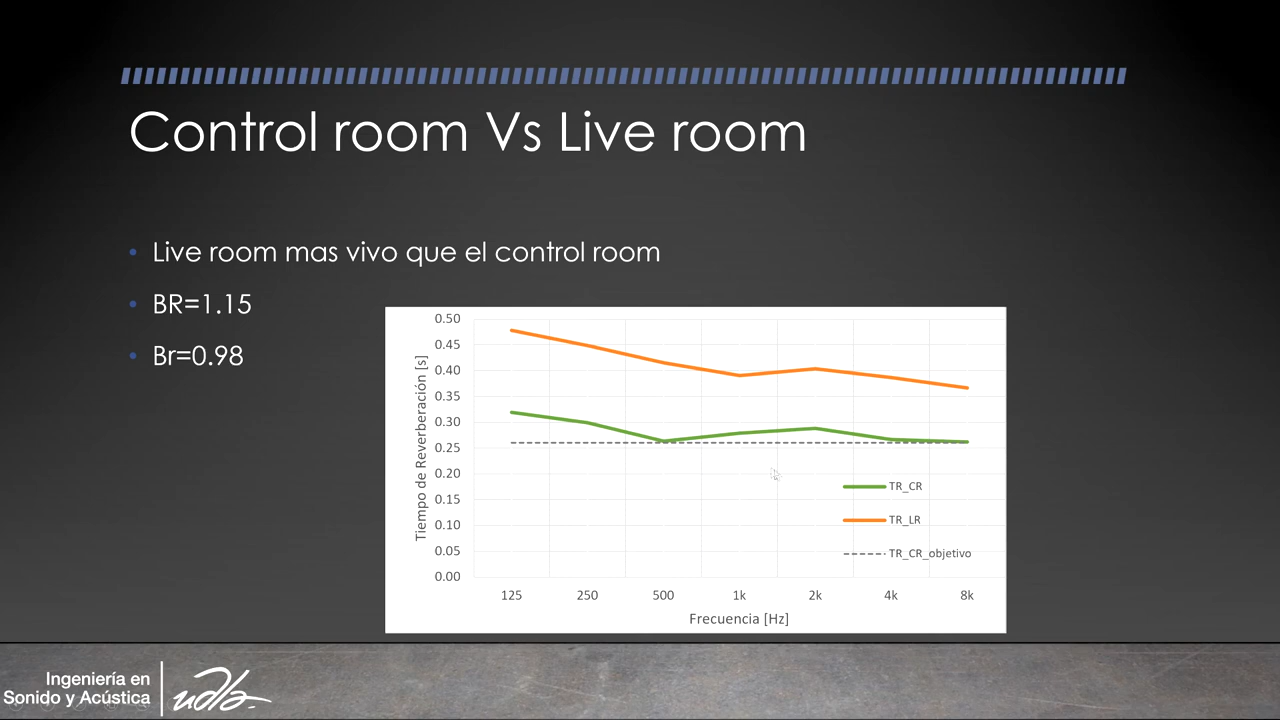 Control room Vs Live room
• Live room mas vivo que el control room
• BR=1.15
• Br=0.98
0.50
0.45
0.40
0.35
0.30
0.25
0.20
0.15
0.10
0.05
0.00
Tiempo de Reverberación [s]
TR_CR
TR_LR
TR_CR_objetivo
125 250 500 1k 2k 4k 8k
Frecuencia [Hz]
Ingeniería en
Sonido y Acústica
udla